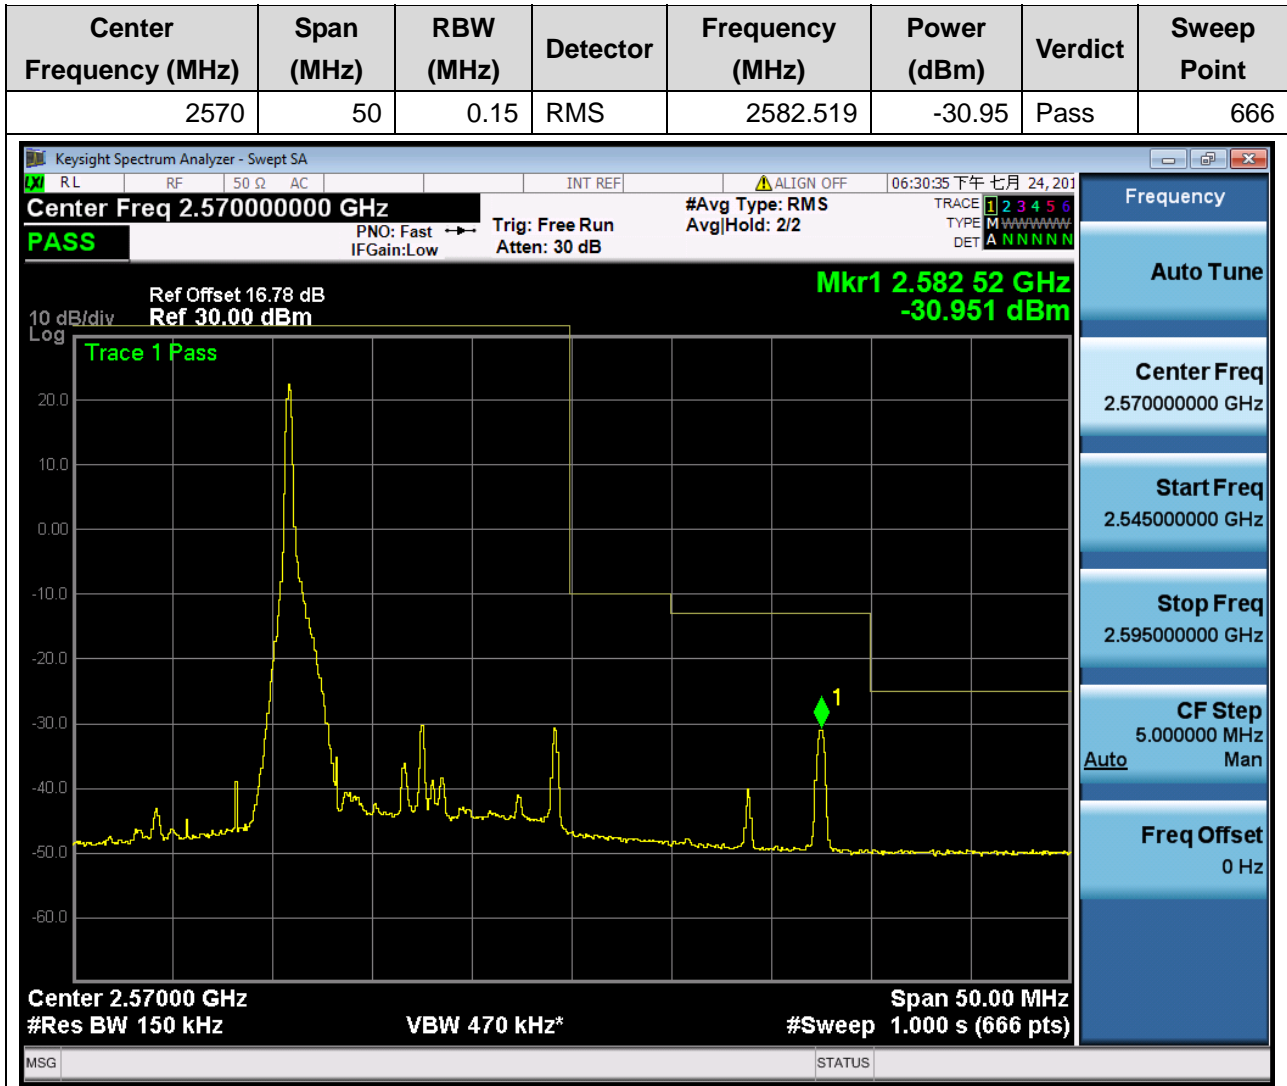 Center Frequency (MHz) Span (MHz) RBW (MHz) Detector Frequency (MHz) Power (dBm) Verdict Sweep Point
2570 50 0.15 RMS 2582.519 -30.95 Pass 666
Keysight Spectrum Analyzer - Swept SA
LXI RL RF 50 Ω AC INT REF ALIGN OFF 06:30:35 下午 七月 24, 201
Center Freq 2.570000000 GHz
PASS
PNO: Fast
IFGain:Low
Trig: Free Run
Atten: 30 dB
#Avg Type: RMS
Avg|Hold: 2/2
TRACE 1 2 3 4 5 6
TYPE M WWWWW
DET A N N N N N
Mkr1 2.582 52 GHz
-30.951 dBm
Ref Offset 16.78 dB
10 dB/div Ref 30.00 dBm
Log
Trace 1 Pass
20.0
10.0
0.00
-10.0
-20.0
-30.0
-40.0
-50.0
-60.0
1
Center 2.57000 GHz Span 50.00 MHz
#Res BW 150 kHz VBW 470 kHz* #Sweep 1.000 s (666 pts)
MSG STATUS
Frequency
Auto Tune
Center Freq
2.570000000 GHz
Start Freq
2.545000000 GHz
Stop Freq
2.595000000 GHz
CF Step
5.000000 MHz
Auto Man
Freq Offset
0 Hz